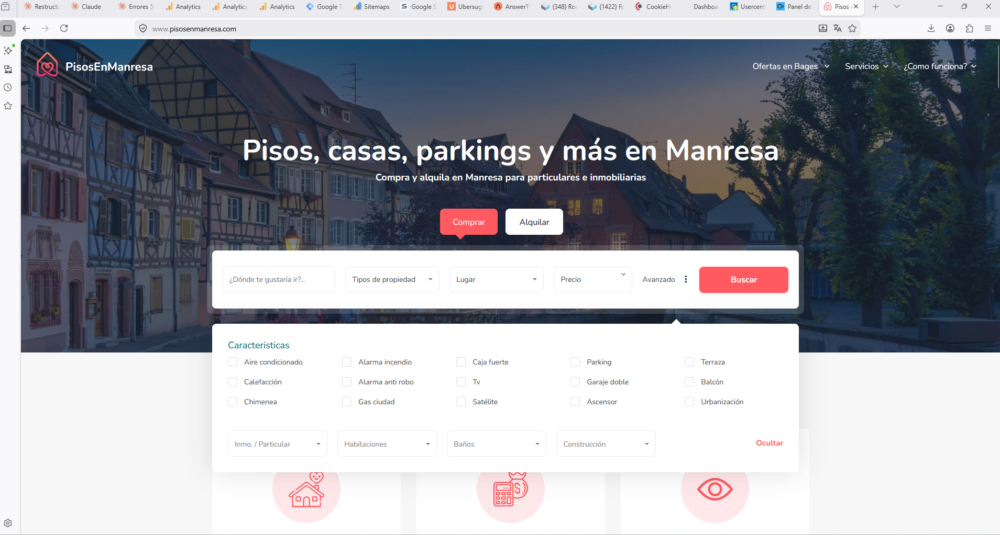 Restructu
Claude
Errores 5
Analytics
Analytics
Analytics
Google T
Sitemaps
Google S
Ubersug
AnswerT
(348) Rou
(1422) Ro
CookieHu
Dashboa
Usercent
Panel de
Pisos e
www.pisosenmanresa.com
PisosEnManresa
Ofertas en Bages
Servicios
¿Como funciona?
Pisos, casas, parkings y más en Manresa
Compra y alquila en Manresa para particulares e inmobiliarias
Comprar
Alquilar
¿Dónde te gustaría ir?...
Tipos de propiedad
Lugar
Precio
Avanzado
Buscar
Caracteristicas
Aire condicionado
Alarma incendio
Caja fuerte
Parking
Terraza
Calefacción
Alarma anti robo
Tv
Garaje doble
Balcón
Chimenea
Gas ciudad
Satélite
Ascensor
Urbanización
Inmo. / Particular
Habitaciones
Baños
Construcción
Ocultar